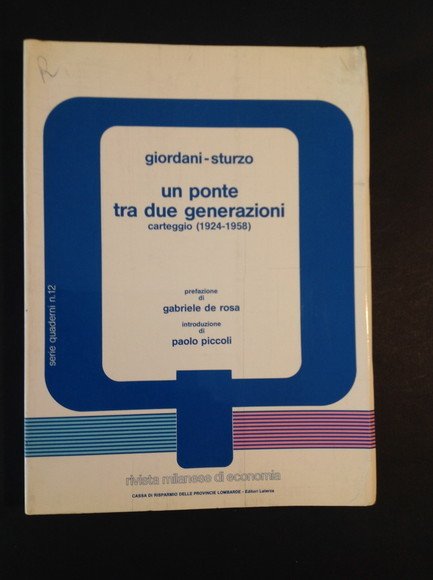 R
giordani-sturzo
un ponte
tra due generazioni
carteggio (1924-1958)
prefazione
di
gabriele de rosa
introduzione
di
paolo piccoli
serie quaderni n.12
rivista milanese di economia
CASSA DI RISPARMIO DELLE PROVINCIE LOMBARDE - Editori Laterza